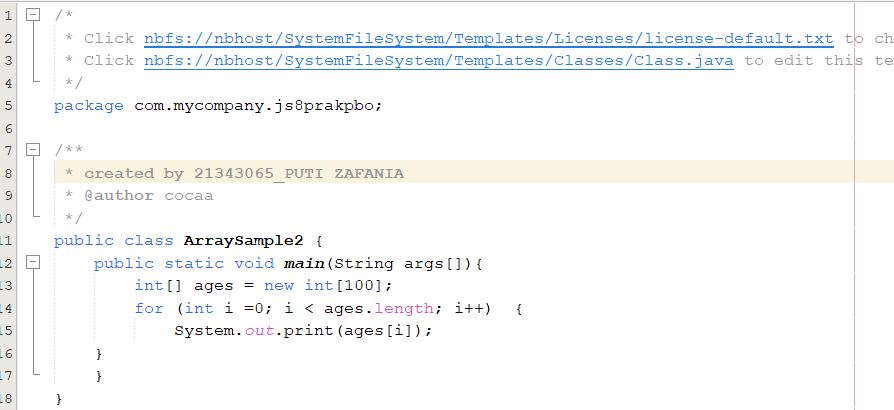 1 /*
2 * Click nbfs://nbhost/SystemFileSystem/Templates/Licenses/license-default.txt to ch
3 * Click nbfs://nbhost/SystemFileSystem/Templates/Classes/Class.java to edit this te
4 */
5 package com.mycompany.js8prakpbo;
6
7 /**
8 * created by 21343065_PUTI ZAFANIA
9 * @author cocaa
10 */
11 public class ArraySample2 {
12 public static void main(String args[]){
13 int[] ages = new int[100];
14 for (int i =0; i < ages.length; i++) {
15 System.out.print(ages[i]);
16 }
17 }
18 }